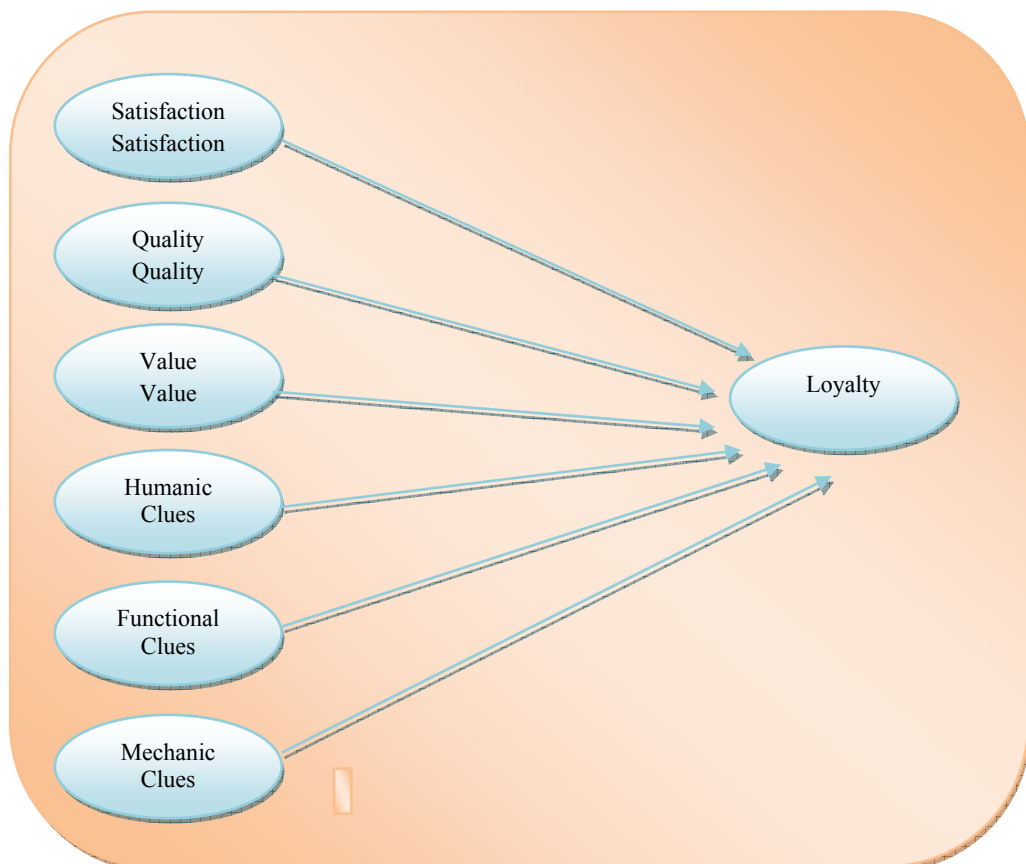 Satisfaction
Satisfaction
Quality
Quality
Value
Value
Loyalty
Humanic
Clues
Functional
Clues
Mechanic
Clues